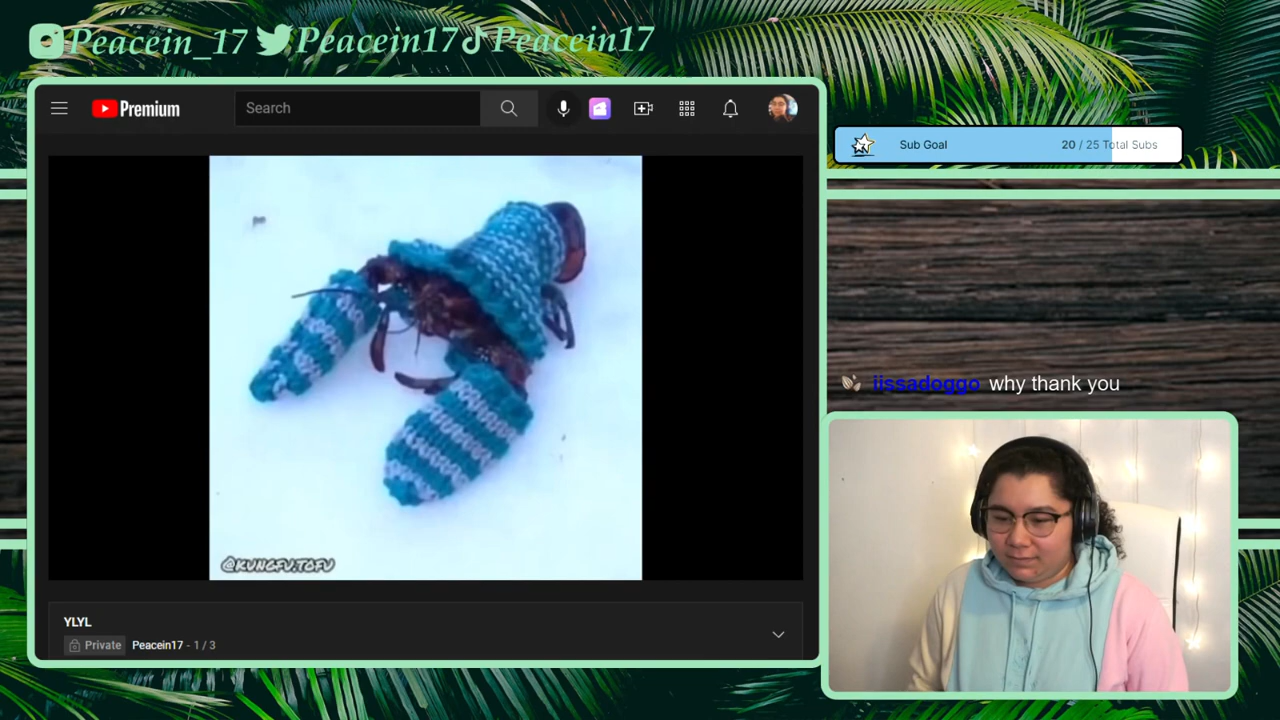 Peacein_17 Peacein17 Peacein17
Premium
Search
Sub Goal 20 / 25 Total Subs
iissadoggo why thank you
@KUNGFU.TOFU
YLYL
Private Peacein17 - 1 / 3